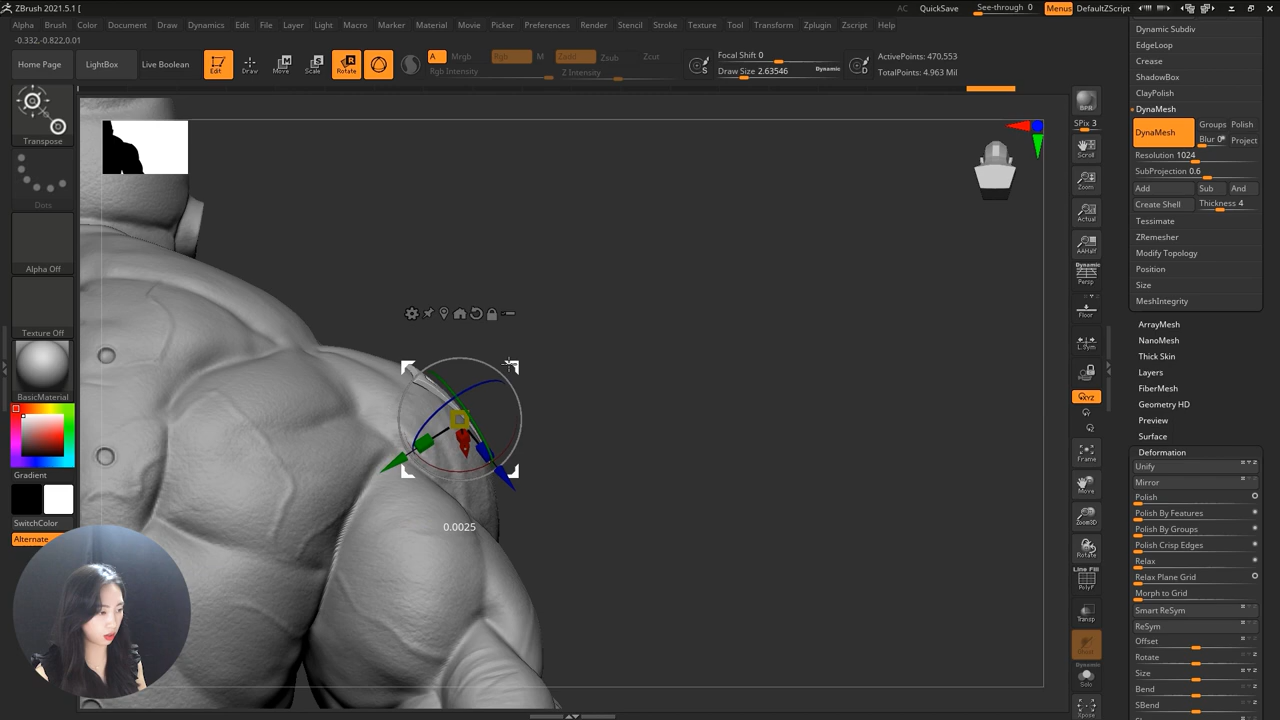 ZBrush 2021.5.1 [
AC QuickSave See-through 0 Menus DefaultZScript
Alpha Brush Color Document Draw Dynamics Edit File Layer Light Macro Marker Material Movie Picker Preferences Render Stencil Stroke Texture Tool Transform Zplugin Zscript Help
-0.332,-0.822,0.01
Home Page LightBox Live Boolean
Edit Draw Move Scale Rotate
A Mrgb Rgb M Zadd Zsub Zcut
Rgb Intensity Z Intensity
S Focal Shift 0
Draw Size 2.63546 Dynamic
D ActivePoints: 470,553
TotalPoints: 4.963 Mil
Transpose
Dots
Alpha Off
Texture Off
BasicMaterial
Gradient
SwitchColor
Alternate
0.0025
BPR
SPix 3
Scroll
Zoom
Actual
AAHalf
Dynamic
Persp
Floor
L.Sym
XYZ
Y
Z
Frame
Move
Zoom3D
Rotate
Line Fill
PolyF
Transp
Ghost
Dynamic
Solo
Xpose
Dynamic Subdiv
EdgeLoop
Crease
ShadowBox
ClayPolish
DynaMesh
DynaMesh Groups Polish
Blur 0 Project
Resolution 1024
SubProjection 0.6
Add Sub And
Create Shell Thickness 4
Tessimate
ZRemesher
Modify Topology
Position
Size
MeshIntegrity
ArrayMesh
NanoMesh
Thick Skin
Layers
FiberMesh
Geometry HD
Preview
Surface
Deformation
Unify
Mirror
Polish
Polish By Features
Polish By Groups
Polish Crisp Edges
Relax
Relax Plane Grid
Morph to Grid
Smart ReSym
ReSym
Offset
Rotate
Size
Bend
SBend